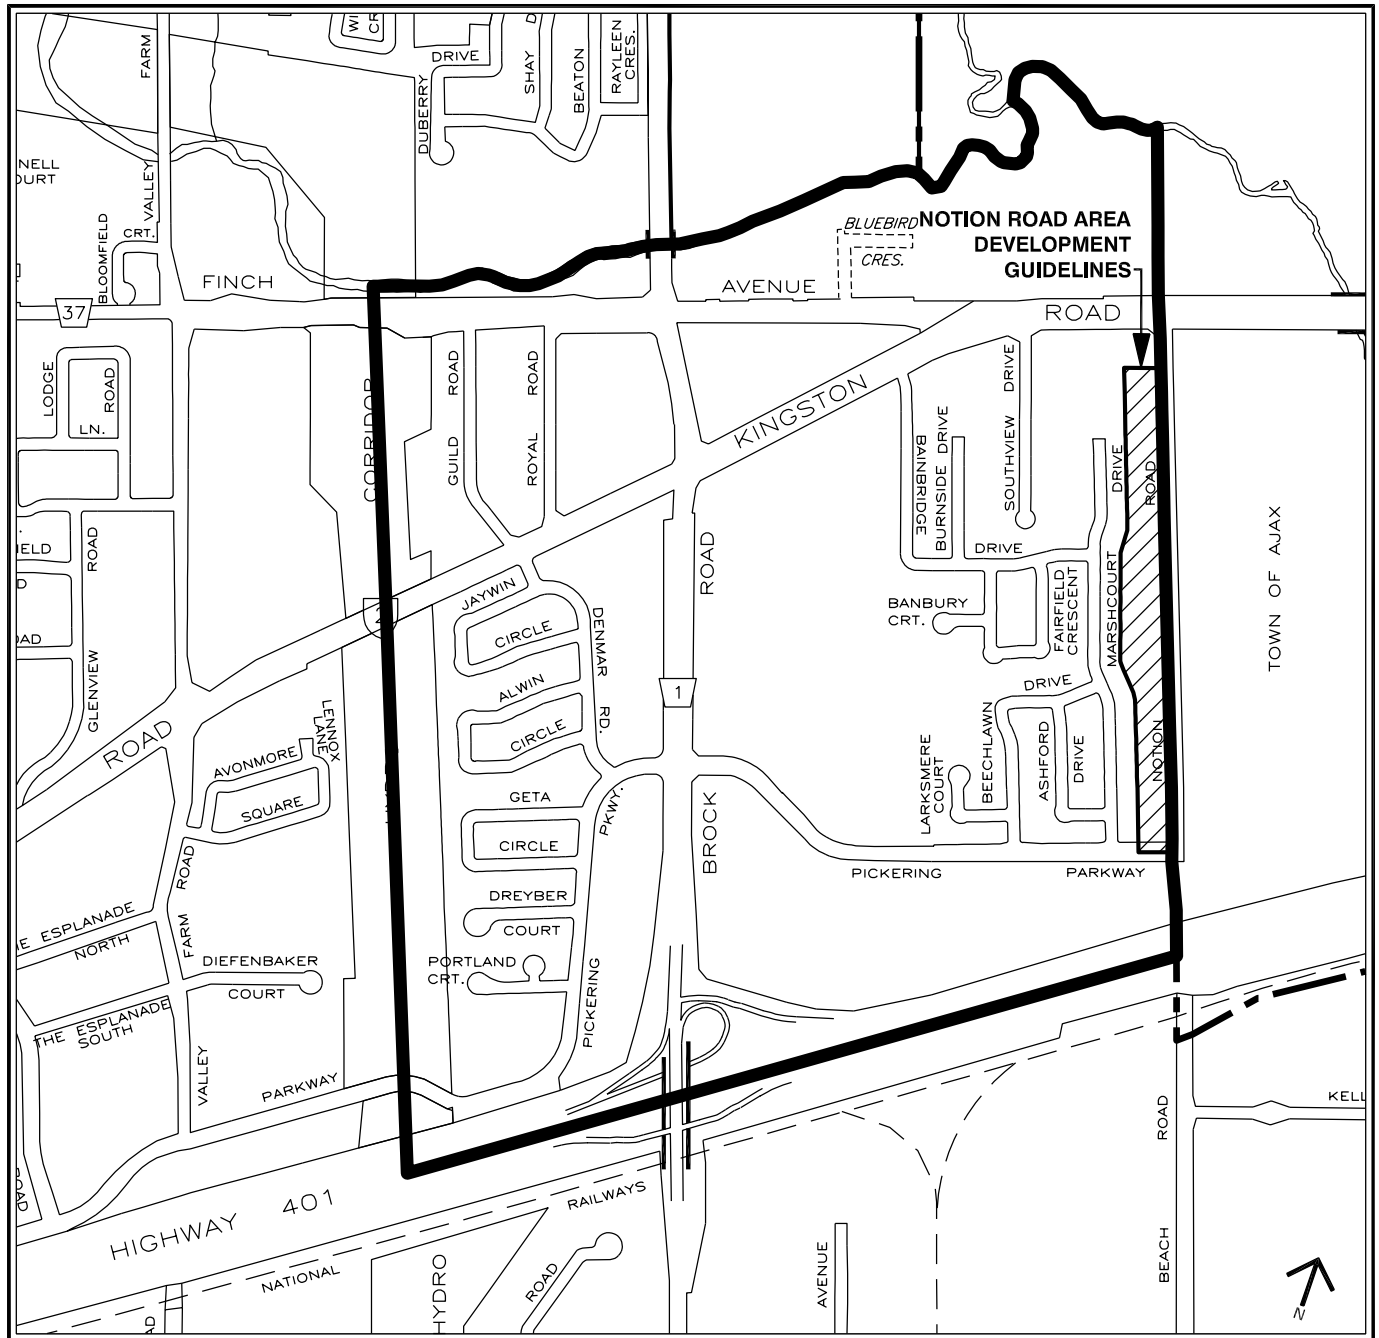 FARM
DRIVE
SHAY
BEATON
RAYLEEN
CRES.
DUBERRY
VALLEY
BLOOMFIELD
CRT.
BLUEBIRD
CRES.
NOTION ROAD AREA
DEVELOPMENT
GUIDELINES
FINCH
AVENUE
ROAD
37
LODGE
ROAD
LN.
CORRIDOR
GUILD
ROAD
ROYAL
ROAD
KINGSTON
BAINBRIDGE
BURNSIDE DRIVE
SOUTHVIEW DRIVE
DRIVE
DRIVE
ROAD
NOTION
TOWN OF AJAX
ROAD
GLENVIEW
JAYWIN
CIRCLE
DENMAR
RD.
ROAD
BANBURY
CRT.
FAIRFIELD
CRESCENT
MARSHCOURT
ALWIN
CIRCLE
1
DRIVE
LENNOX
LANE
ROAD
AVONMORE
SQUARE
LARKSMERE
COURT
BEECHLAWN
ASHFORD
DRIVE
GETA
CIRCLE
PKWY.
BROCK
PICKERING
PARKWAY
DREYBER
COURT
ROAD
FARM
THE ESPLANADE
SOUTH
NORTH
DIEFENBAKER
COURT
PORTLAND
CRT.
PICKERING
VALLEY
PARKWAY
HIGHWAY 401
RAILWAYS
NATIONAL
HYDRO
ROAD
AVENUE
ROAD
BEACH
N